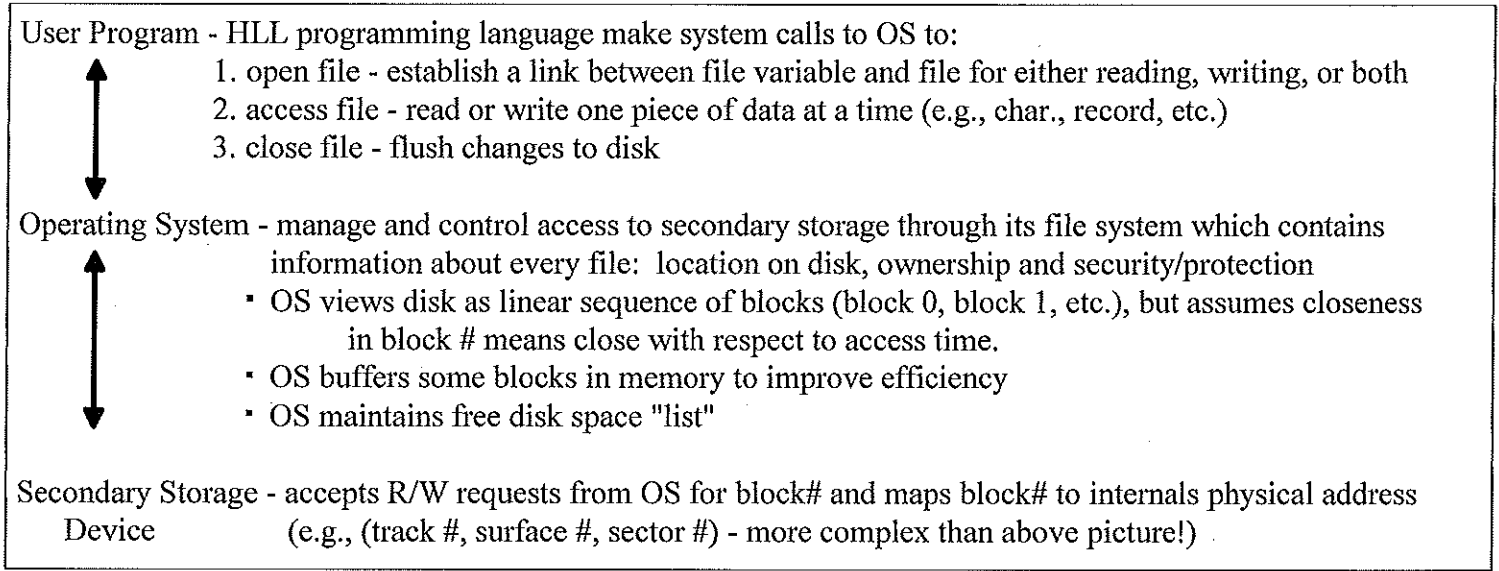 User Program - HLL programming language make system calls to OS to:
1. open file - establish a link between file variable and file for either reading, writing, or both
2. access file - read or write one piece of data at a time (e.g., char., record, etc.)
3. close file - flush changes to disk
Operating System - manage and control access to secondary storage through its file system which contains
information about every file: location on disk, ownership and security/protection
▪ OS views disk as linear sequence of blocks (block 0, block 1, etc.), but assumes closeness
in block # means close with respect to access time.
▪ OS buffers some blocks in memory to improve efficiency
▪ OS maintains free disk space "list"
Secondary Storage - accepts R/W requests from OS for block# and maps block# to internals physical address
Device (e.g., (track #, surface #, sector #) - more complex than above picture!)